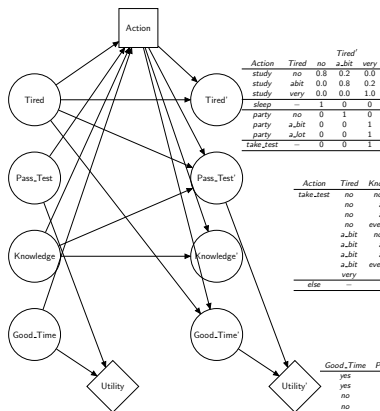 Action
Tired
Pass_Test
Knowledge
Good_Time
Utility
Tired'
Pass_Test'
Knowledge'
Good_Time'
Utility'
Tired'
Action Tired no a_bit very
study no 0.8 0.2 0.0
study abit 0.0 0.8 0.2
study very 0.0 0.0 1.0
sleep – 1 0 0
party no 0 1 0
party a_bit 0 0 1
party a_lot 0 0 1
take_test – 0 0 1
Action Tired
take_test no
no
no
no
a_bit
a_bit
a_bit
a_bit
very
else –
Good_Time
yes
yes
no
no